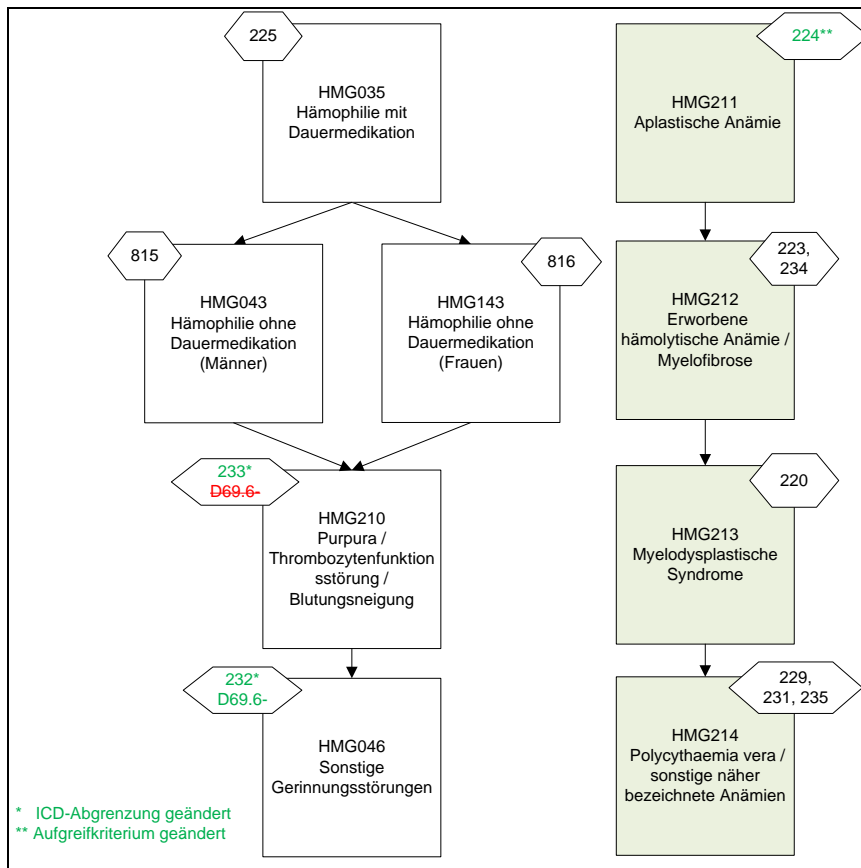 225
HMG035
Hämophilie mit
Dauermedikation
224**
HMG211
Aplastische Anämie
815
HMG043
Hämophilie ohne
Dauermedikation
(Männer)
816
HMG143
Hämophilie ohne
Dauermedikation
(Frauen)
223,
234
HMG212
Erworbene
hämolytische Anämie /
Myelofibrose
233*
D69.6-
HMG210
Purpura /
Thrombozytenfunktion
sstörung /
Blutungsneigung
220
HMG213
Myelodysplastische
Syndrome
232*
D69.6-
HMG046
Sonstige
Gerinnungsstörungen
229,
231, 235
HMG214
Polycythaemia vera /
sonstige näher
bezeichnete Anämien
* ICD-Abgrenzung geändert
** Aufgreifkriterium geändert